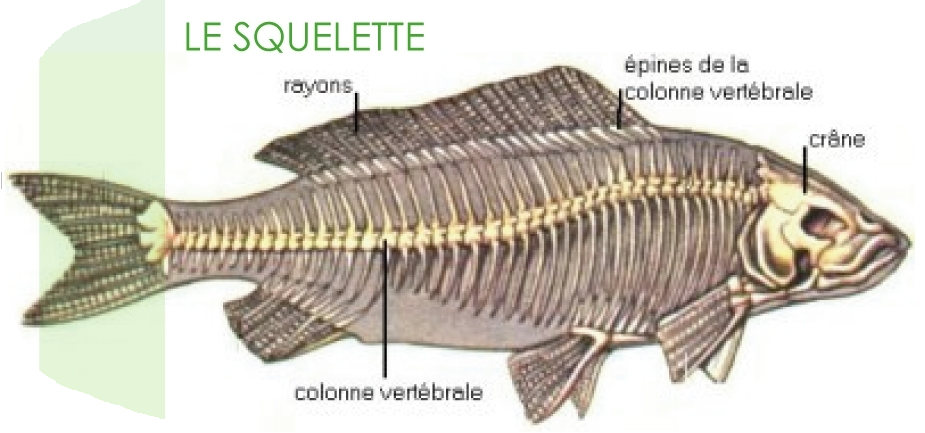 LE SQUELETTE
rayons
épines de la
colonne vertébrale
crâne
colonne vertébrale